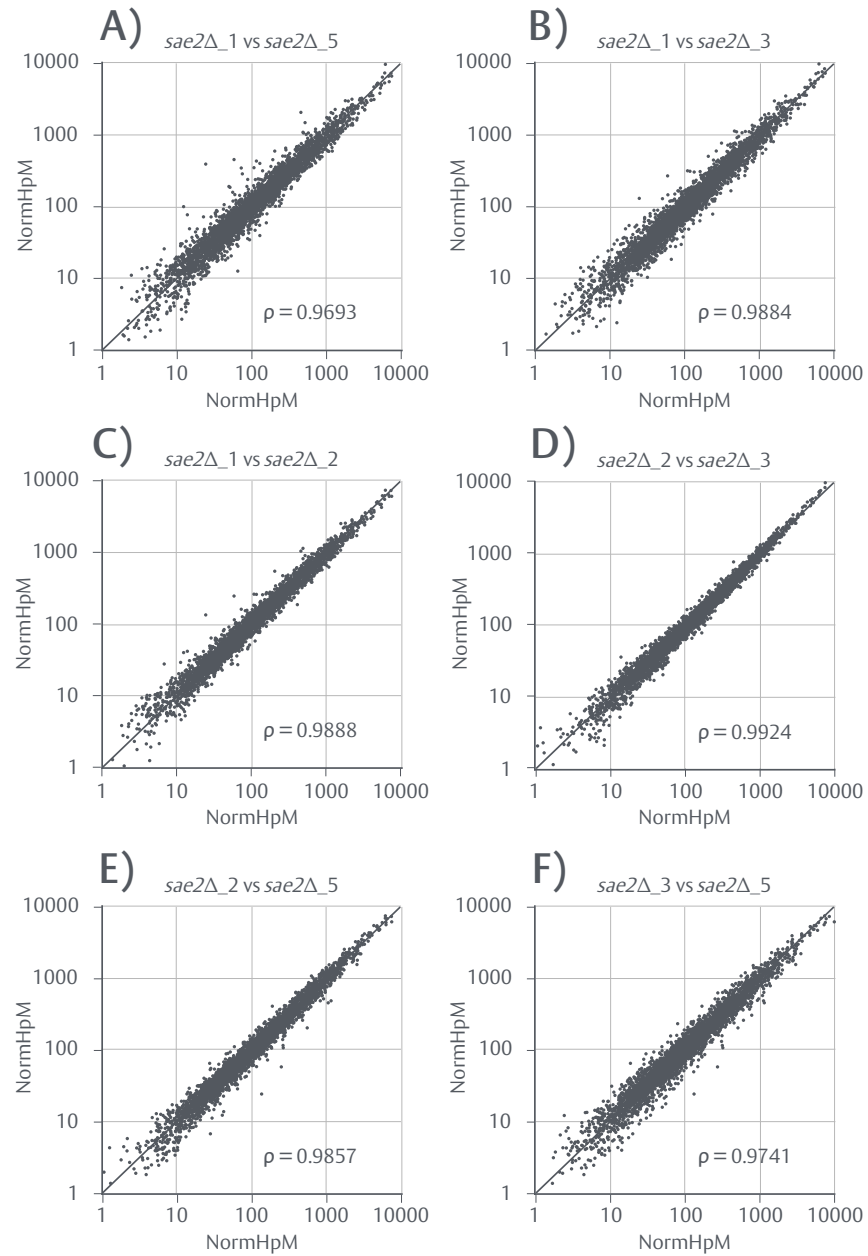 A)
sae2Δ_1 vs sae2Δ_5
10000
1000
100
10
1
NormHpM
ρ = 0.9693
1 10 100 1000 10000
NormHpM
B)
sae2Δ_1 vs sae2Δ_3
10000
1000
100
10
1
NormHpM
ρ = 0.9884
1 10 100 1000 10000
NormHpM
C)
sae2Δ_1 vs sae2Δ_2
10000
1000
100
10
1
NormHpM
ρ = 0.9888
1 10 100 1000 10000
NormHpM
D)
sae2Δ_2 vs sae2Δ_3
10000
1000
100
10
1
NormHpM
ρ = 0.9924
1 10 100 1000 10000
NormHpM
E)
sae2Δ_2 vs sae2Δ_5
10000
1000
100
10
1
NormHpM
ρ = 0.9857
1 10 100 1000 10000
NormHpM
F)
sae2Δ_3 vs sae2Δ_5
10000
1000
100
10
1
NormHpM
ρ = 0.9741
1 10 100 1000 10000
NormHpM